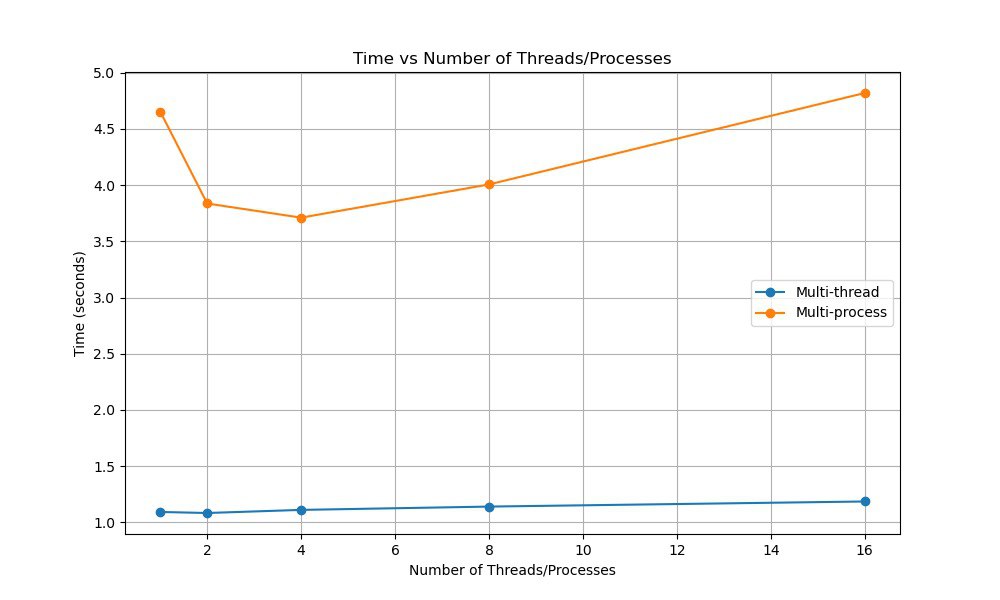 Time vs Number of Threads/Processes
5.0
4.5
4.0
3.5
3.0
2.5
2.0
1.5
1.0
Time (seconds)
Multi-thread
Multi-process
2 4 6 8 10 12 14 16
Number of Threads/Processes